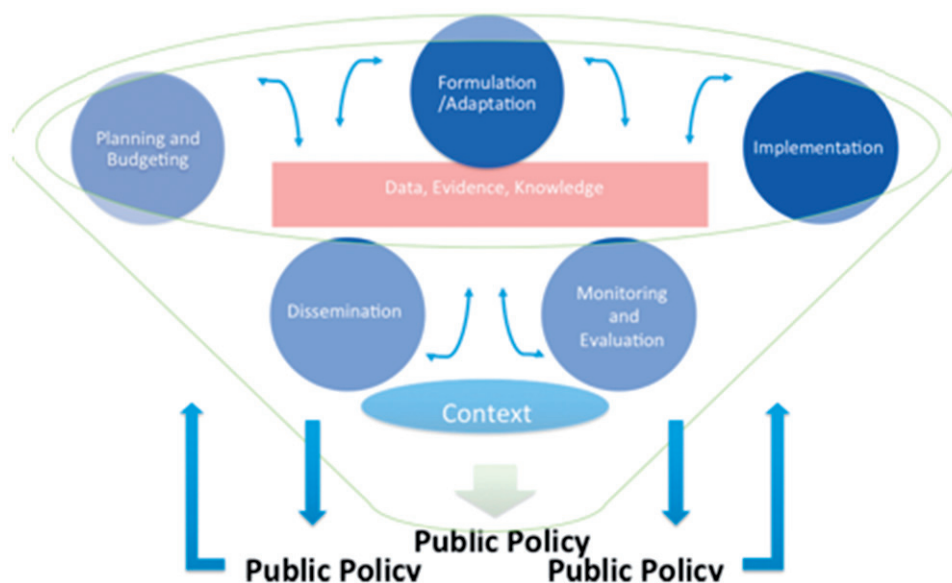 Formulation
/Adaptation
Planning and
Budgeting
Implementation
Data, Evidence, Knowledge
Dissemination
Monitoring
and
Evaluation
Context
Public Policy
Public Policy
Public Policy